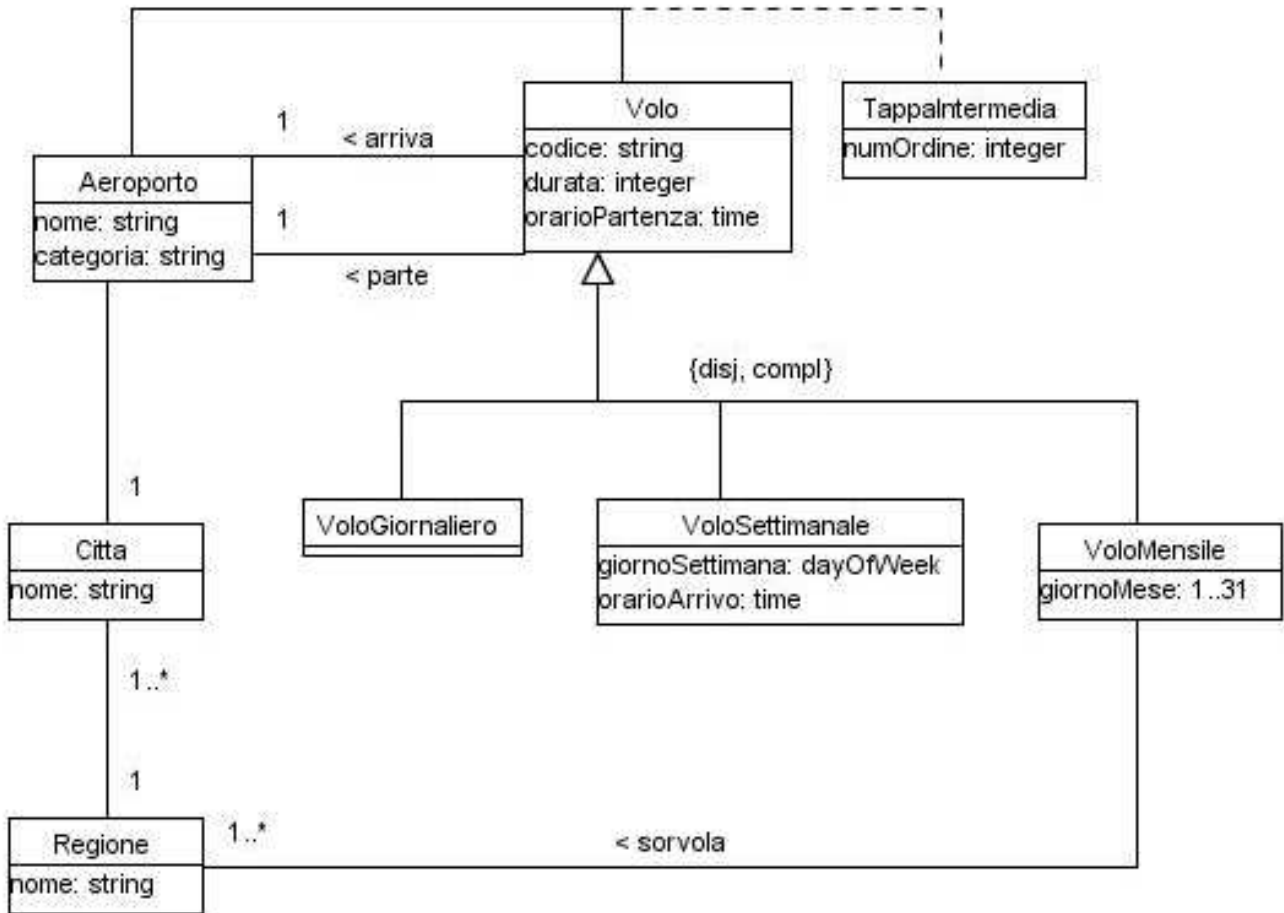 Volo
codice: string
durata: integer
orarioPartenza: time
TappaIntermedia
numOrdine: integer
1
< arriva
Aeroporto
nome: string
categoria: string
1
< parte
{disj, compl}
1
VoloGiornaliero
VoloSettimanale
giornoSettimana: dayOfWeek
orarioArrivo: time
VoloMensile
giornoMese: 1..31
Citta
nome: string
1..*
1
Regione
nome: string
1..*
< sorvola